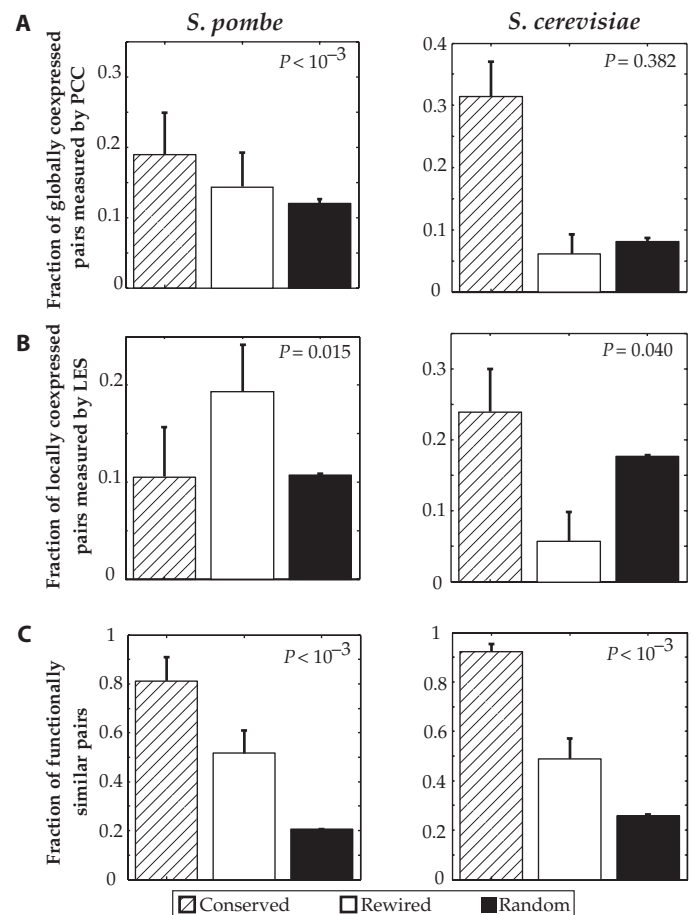 A
S. pombe
S. cerevisiae
Fraction of globally coexpressed
pairs measured by PCC
0.3
0.2
0.1
0
P < 10⁻³
0.4
0.3
0.2
0.1
0
P = 0.382
B
Fraction of locally coexpressed
pairs measured by LES
0.2
0.1
0
P = 0.015
0.3
0.2
0.1
0
P = 0.040
C
Fraction of functionally
similar pairs
1
0.8
0.6
0.4
0.2
0
P < 10⁻³
1
0.8
0.6
0.4
0.2
0
P < 10⁻³
Conserved Rewired Random